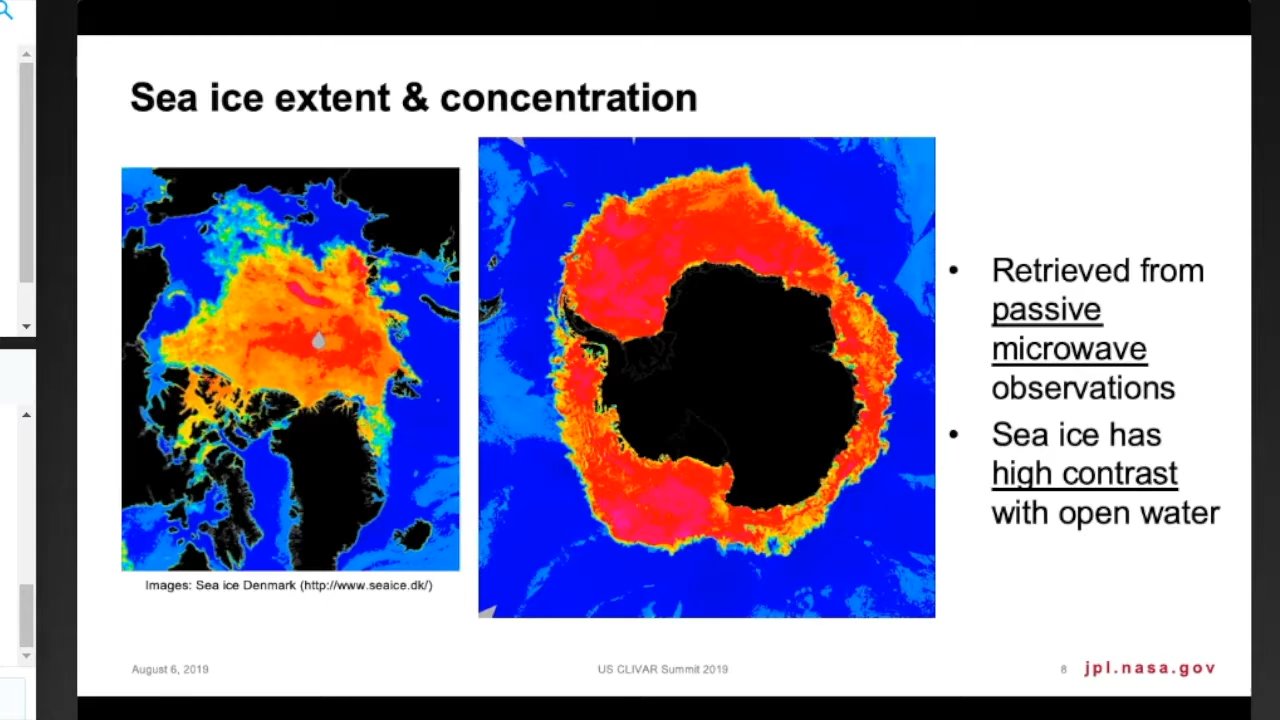 Sea ice extent & concentration
• Retrieved from
passive
microwave
observations
• Sea ice has
high contrast
with open water
Images: Sea ice Denmark (http://www.seaice.dk/)
August 6, 2019
US CLIVAR Summit 2019
8
jpl.nasa.gov